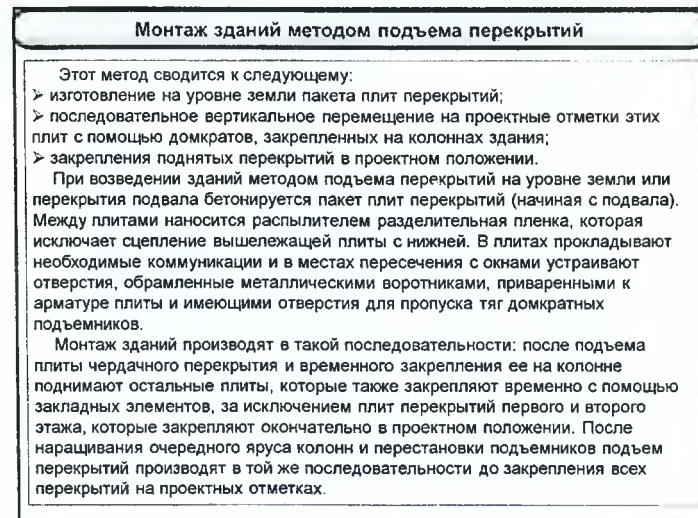 Монтаж зданий методом подъема перекрытий
Этот метод сводится к следующему:
➢ изготовление на уровне земли пакета плит перекрытий;
➢ последовательное вертикальное перемещение на проектные отметки этих
плит с помощью домкратов, закрепленных на колоннах здания;
➢ закрепления поднятых перекрытий в проектном положении.
При возведении зданий методом подъема перекрытий на уровне земли или
перекрытия подвала бетонируется пакет плит перекрытий (начиная с подвала).
Между плитами наносится распылителем разделительная пленка, которая
исключает сцепление вышележащей плиты с нижней. В плитах прокладывают
необходимые коммуникации и в местах пересечения с окнами устраивают
отверстия, обрамленные металлическими воротниками, приваренными к
арматуре плиты и имеющими отверстия для пропуска тяг домкратных
подъемников.
Монтаж зданий производят в такой последовательности: после подъема
плиты чердачного перекрытия и временного закрепления ее на колонне
поднимают остальные плиты, которые также закрепляют временно с помощью
закладных элементов, за исключением плит перекрытий первого и второго
этажа, которые закрепляют окончательно в проектном положении. После
наращивания очередного яруса колонн и перестановки подъемников подъем
перекрытий производят в той же последовательности до закрепления всех
перекрытий на проектных отметках.